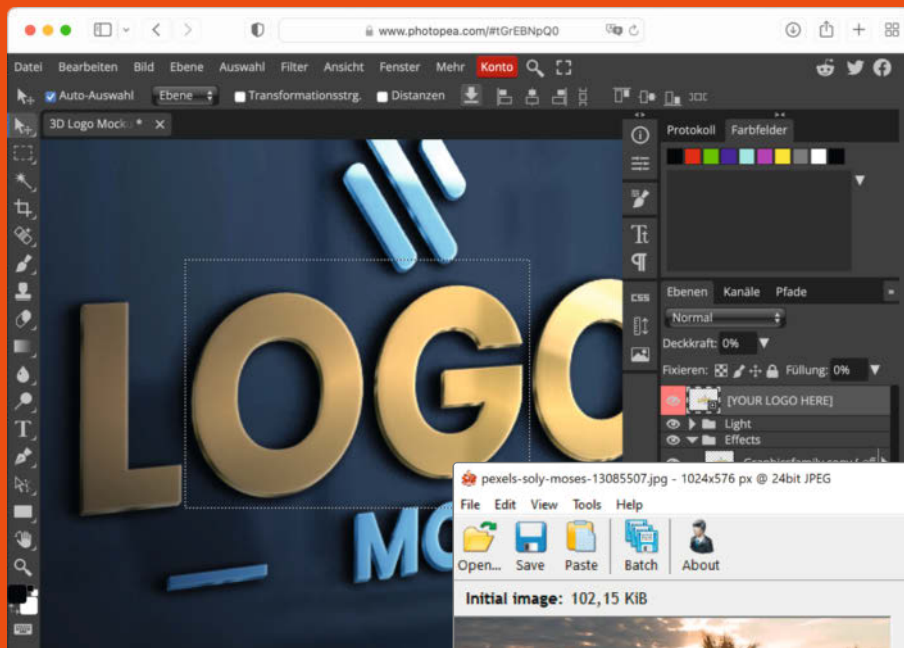 www.photopea.com/#tGrEBNpQ0
Datei Bearbeiten Bild Ebene Auswahl Filter Ansicht Fenster Mehr Konto
Auto-Auswahl Ebene Transformationsstrg. Distanzen
3D Logo Mocku *
Protokoll Farbfelder
CSS
Ebenen Kanäle Pfade
Normal
Deckkraft: 0%
Fixieren: Füllung: 0%
[YOUR LOGO HERE]
Light
Effects
LOGO
MO
pexels-soly-moses-13085507.jpg - 1024x576 px @ 24bit JPEG
File Edit View Tools Help
Open... Save Paste Batch About
Initial image: 102,15 KiB